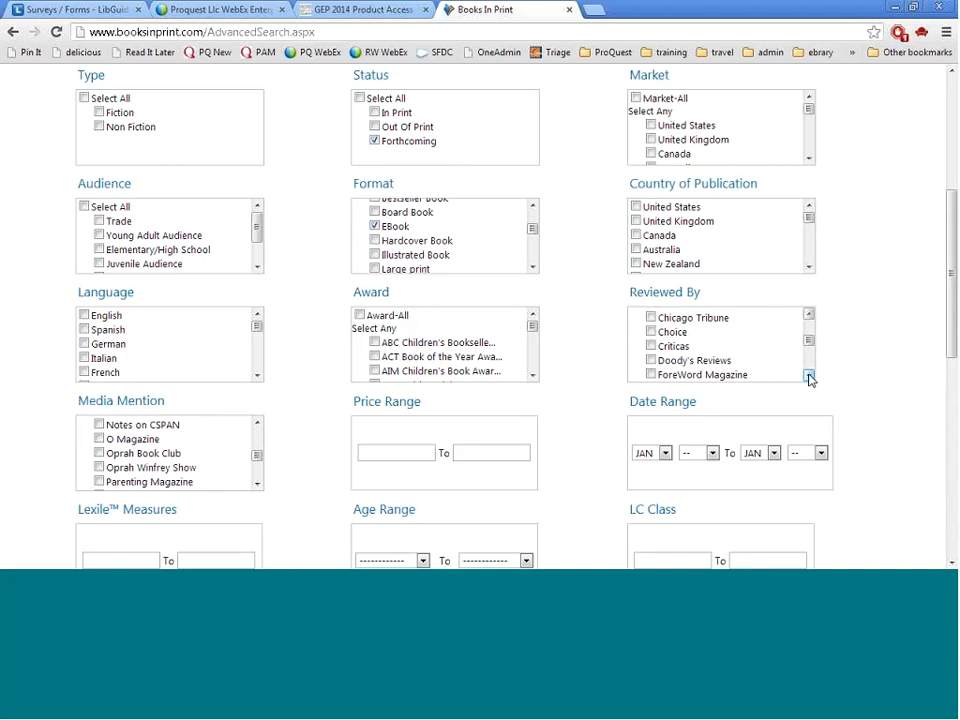 Surveys / Forms - LibGui
Proquest Llc WebEx Enter
GEP 2014 Product Access
Books In Print
www.booksinprint.com/AdvancedSearch.aspx
Pin It delicious Read It Later PQ New PAM PQ WebEx RW WebEx SFDC OneAdmin Triage ProQuest training travel admin ebrary » Other bookmarks
Type
Select All
Fiction
Non Fiction
Status
Select All
In Print
Out Of Print
Forthcoming
Market
Market-All
Select Any
United States
United Kingdom
Canada
Audience
Select All
Trade
Young Adult Audience
Elementary/High School
Juvenile Audience
Format
Bestseller Book
Board Book
EBook
Hardcover Book
Illustrated Book
Large print
Country of Publication
United States
United Kingdom
Canada
Australia
New Zealand
Language
English
Spanish
German
Italian
French
Award
Award-All
Select Any
ABC Children's Bookselle...
ACT Book of the Year Awa...
AIM Children's Book Awar...
Reviewed By
Chicago Tribune
Choice
Criticas
Doody's Reviews
ForeWord Magazine
Media Mention
Notes on CSPAN
O Magazine
Oprah Book Club
Oprah Winfrey Show
Parenting Magazine
Price Range
To
Date Range
JAN -- To JAN --
Lexile™ Measures
To
Age Range
------------ To ------------
LC Class
To